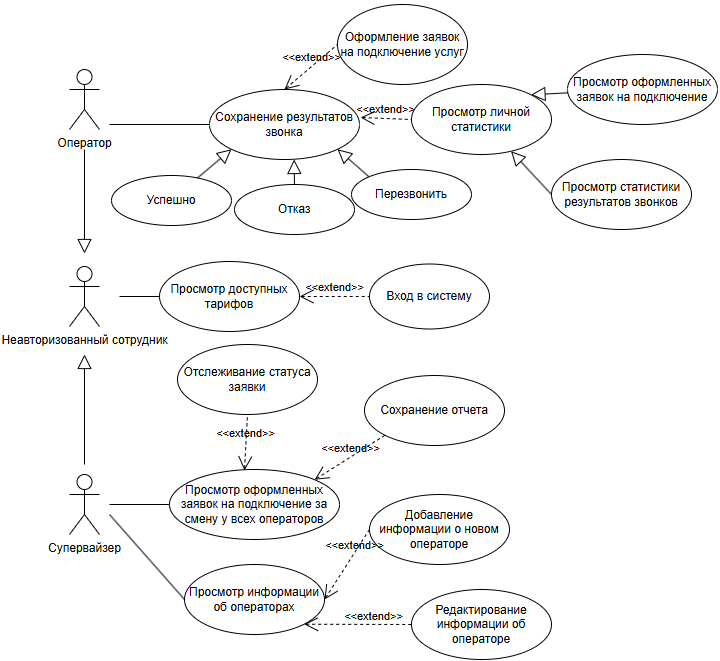 Оформление заявок
на подключение услуг
<<extend>>
Просмотр оформленных
заявок на подключение
Сохранение результатов
звонка
<<extend>>
Просмотр личной
статистики
Оператор
Успешно
Отказ
Перезвонить
Просмотр статистики
результатов звонков
Просмотр доступных
тарифов
<<extend>>
Вход в систему
Неавторизованный сотрудник
Отслеживание статуса
заявки
Сохранение отчета
<<extend>>
<<extend>>
Просмотр оформленных
заявок на подключение за
смену у всех операторов
Супервайзер
Добавление
информации о новом
операторе
<<extend>>
Просмотр информации
об операторах
<<extend>>
Редактирование
информации об
операторе